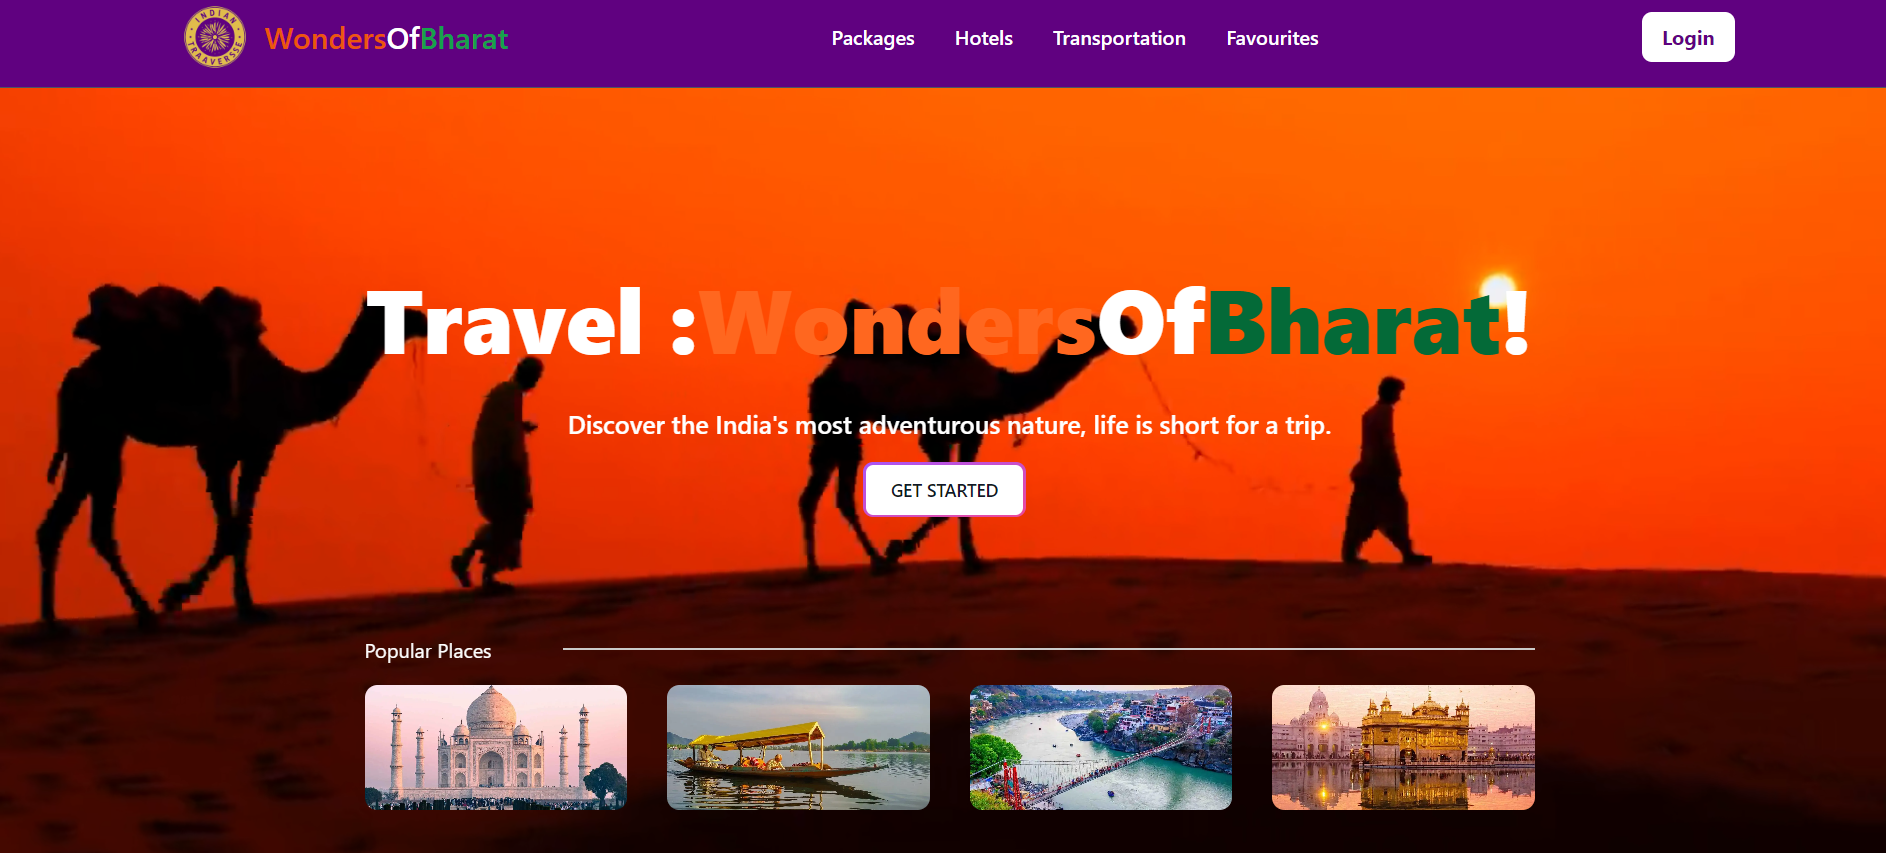 INDIAN
TRAAVERSSE
WondersOfBharat
Packages
Hotels
Transportation
Favourites
Login
Travel :WondersOfBharat!
Discover the India's most adventurous nature, life is short for a trip.
GET STARTED
Popular Places